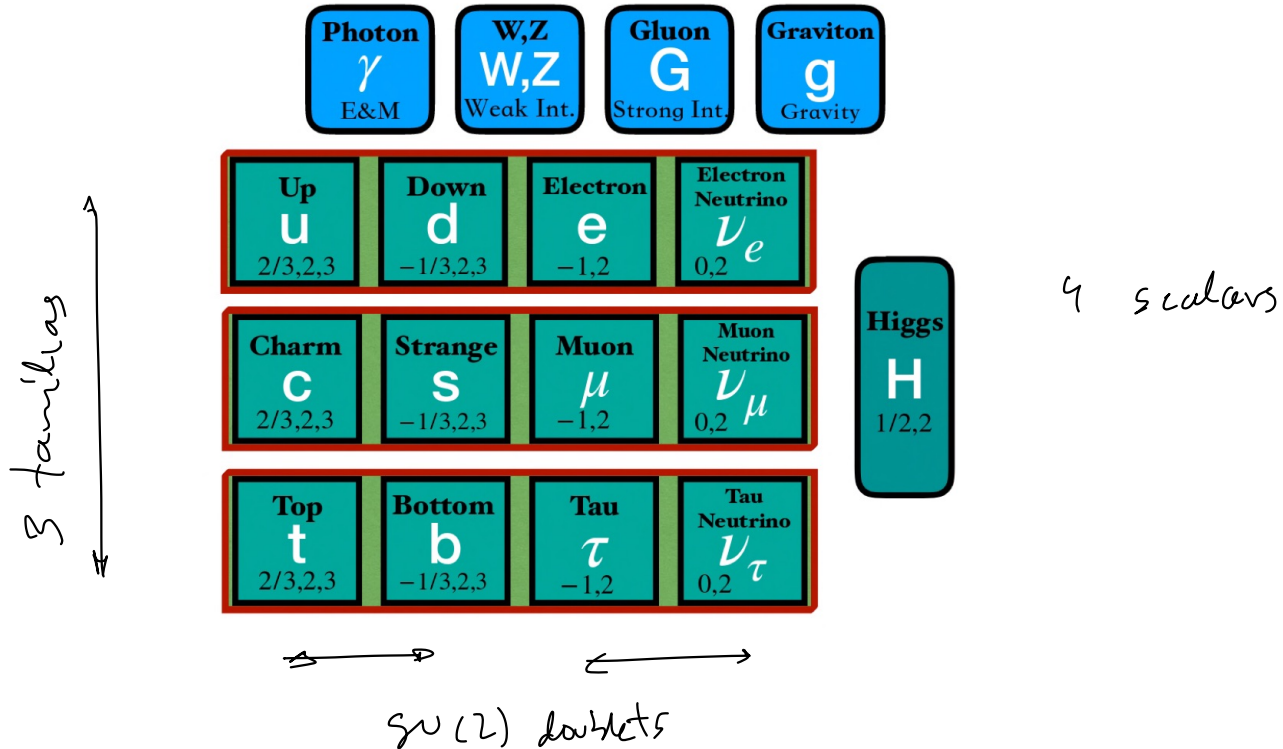 Photon
γ
E&M
W,Z
W,Z
Weak Int.
Gluon
G
Strong Int.
Graviton
g
Gravity
Up
u
2/3,2,3
Down
d
−1/3,2,3
Electron
e
−1,2
Electron
Neutrino
νe
0,2
Charm
c
2/3,2,3
Strange
s
−1/3,2,3
Muon
μ
−1,2
Muon
Neutrino
νμ
0,2
Top
t
2/3,2,3
Bottom
b
−1/3,2,3
Tau
τ
−1,2
Tau
Neutrino
ντ
0,2
Higgs
H
1/2,2
4 scalars
3 families
SU(2) doublets